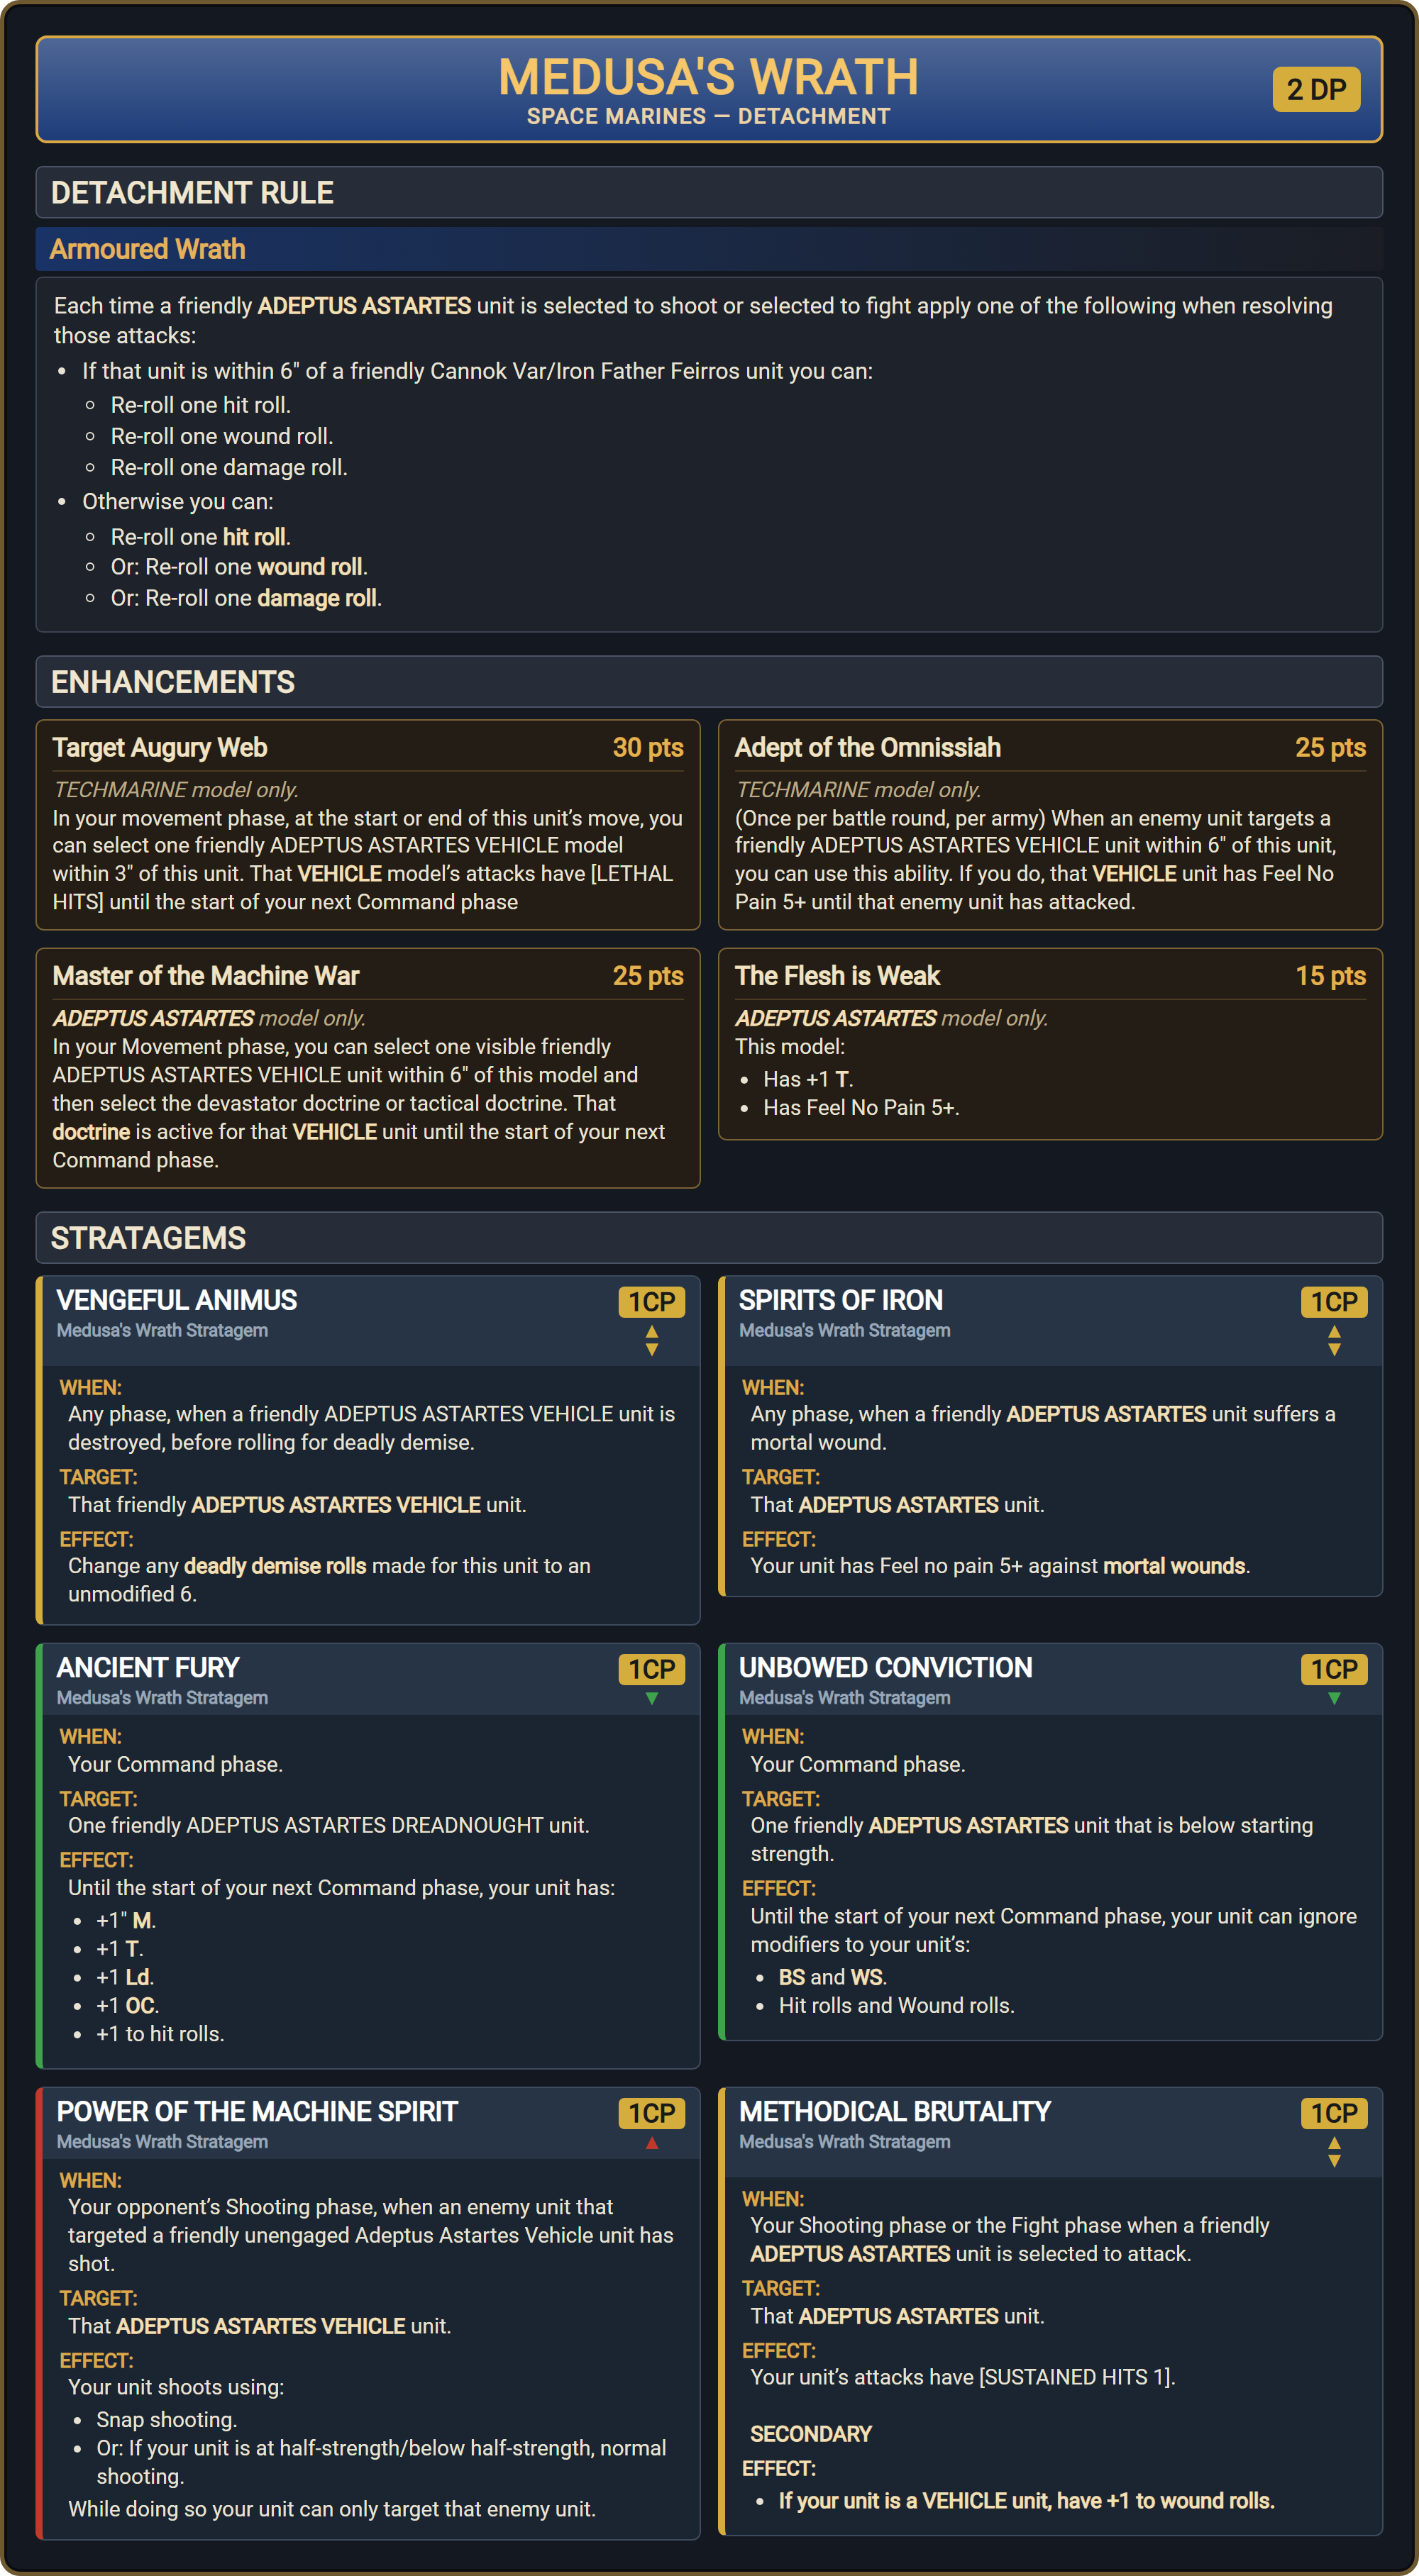 MEDUSA'S WRATH
SPACE MARINES — DETACHMENT
2 DP
DETACHMENT RULE
Armoured Wrath
Each time a friendly ADEPTUS ASTARTES unit is selected to shoot or selected to fight apply one of the following when resolving
those attacks:
• If that unit is within 6" of a friendly Cannok Var/Iron Father Feirros unit you can:
○ Re-roll one hit roll.
○ Re-roll one wound roll.
○ Re-roll one damage roll.
• Otherwise you can:
○ Re-roll one hit roll.
○ Or: Re-roll one wound roll.
○ Or: Re-roll one damage roll.
ENHANCEMENTS
Target Augury Web 30 pts
TECHMARINE model only.
In your movement phase, at the start or end of this unit’s move, you
can select one friendly ADEPTUS ASTARTES VEHICLE model
within 3" of this unit. That VEHICLE model’s attacks have [LETHAL
HITS] until the start of your next Command phase
Adept of the Omnissiah 25 pts
TECHMARINE model only.
(Once per battle round, per army) When an enemy unit targets a
friendly ADEPTUS ASTARTES VEHICLE unit within 6" of this unit,
you can use this ability. If you do, that VEHICLE unit has Feel No
Pain 5+ until that enemy unit has attacked.
Master of the Machine War 25 pts
ADEPTUS ASTARTES model only.
In your Movement phase, you can select one visible friendly
ADEPTUS ASTARTES VEHICLE unit within 6" of this model and
then select the devastator doctrine or tactical doctrine. That
doctrine is active for that VEHICLE unit until the start of your next
Command phase.
The Flesh is Weak 15 pts
ADEPTUS ASTARTES model only.
This model:
• Has +1 T.
• Has Feel No Pain 5+.
STRATAGEMS
VENGEFUL ANIMUS 1CP
Medusa's Wrath Stratagem
▲
▼
WHEN:
Any phase, when a friendly ADEPTUS ASTARTES VEHICLE unit is
destroyed, before rolling for deadly demise.
TARGET:
That friendly ADEPTUS ASTARTES VEHICLE unit.
EFFECT:
Change any deadly demise rolls made for this unit to an
unmodified 6.
SPIRITS OF IRON 1CP
Medusa's Wrath Stratagem
▲
▼
WHEN:
Any phase, when a friendly ADEPTUS ASTARTES unit suffers a
mortal wound.
TARGET:
That ADEPTUS ASTARTES unit.
EFFECT:
Your unit has Feel no pain 5+ against mortal wounds.
ANCIENT FURY 1CP
Medusa's Wrath Stratagem
▼
WHEN:
Your Command phase.
TARGET:
One friendly ADEPTUS ASTARTES DREADNOUGHT unit.
EFFECT:
Until the start of your next Command phase, your unit has:
• +1" M.
• +1 T.
• +1 Ld.
• +1 OC.
• +1 to hit rolls.
UNBOWED CONVICTION 1CP
Medusa's Wrath Stratagem
▼
WHEN:
Your Command phase.
TARGET:
One friendly ADEPTUS ASTARTES unit that is below starting
strength.
EFFECT:
Until the start of your next Command phase, your unit can ignore
modifiers to your unit’s:
• BS and WS.
• Hit rolls and Wound rolls.
POWER OF THE MACHINE SPIRIT 1CP
Medusa's Wrath Stratagem
▲
WHEN:
Your opponent’s Shooting phase, when an enemy unit that
targeted a friendly unengaged Adeptus Astartes Vehicle unit has
shot.
TARGET:
That ADEPTUS ASTARTES VEHICLE unit.
EFFECT:
Your unit shoots using:
• Snap shooting.
• Or: If your unit is at half-strength/below half-strength, normal
shooting.
While doing so your unit can only target that enemy unit.
METHODICAL BRUTALITY 1CP
Medusa's Wrath Stratagem
▲
▼
WHEN:
Your Shooting phase or the Fight phase when a friendly
ADEPTUS ASTARTES unit is selected to attack.
TARGET:
That ADEPTUS ASTARTES unit.
EFFECT:
Your unit’s attacks have [SUSTAINED HITS 1].
SECONDARY
EFFECT:
• If your unit is a VEHICLE unit, have +1 to wound rolls.